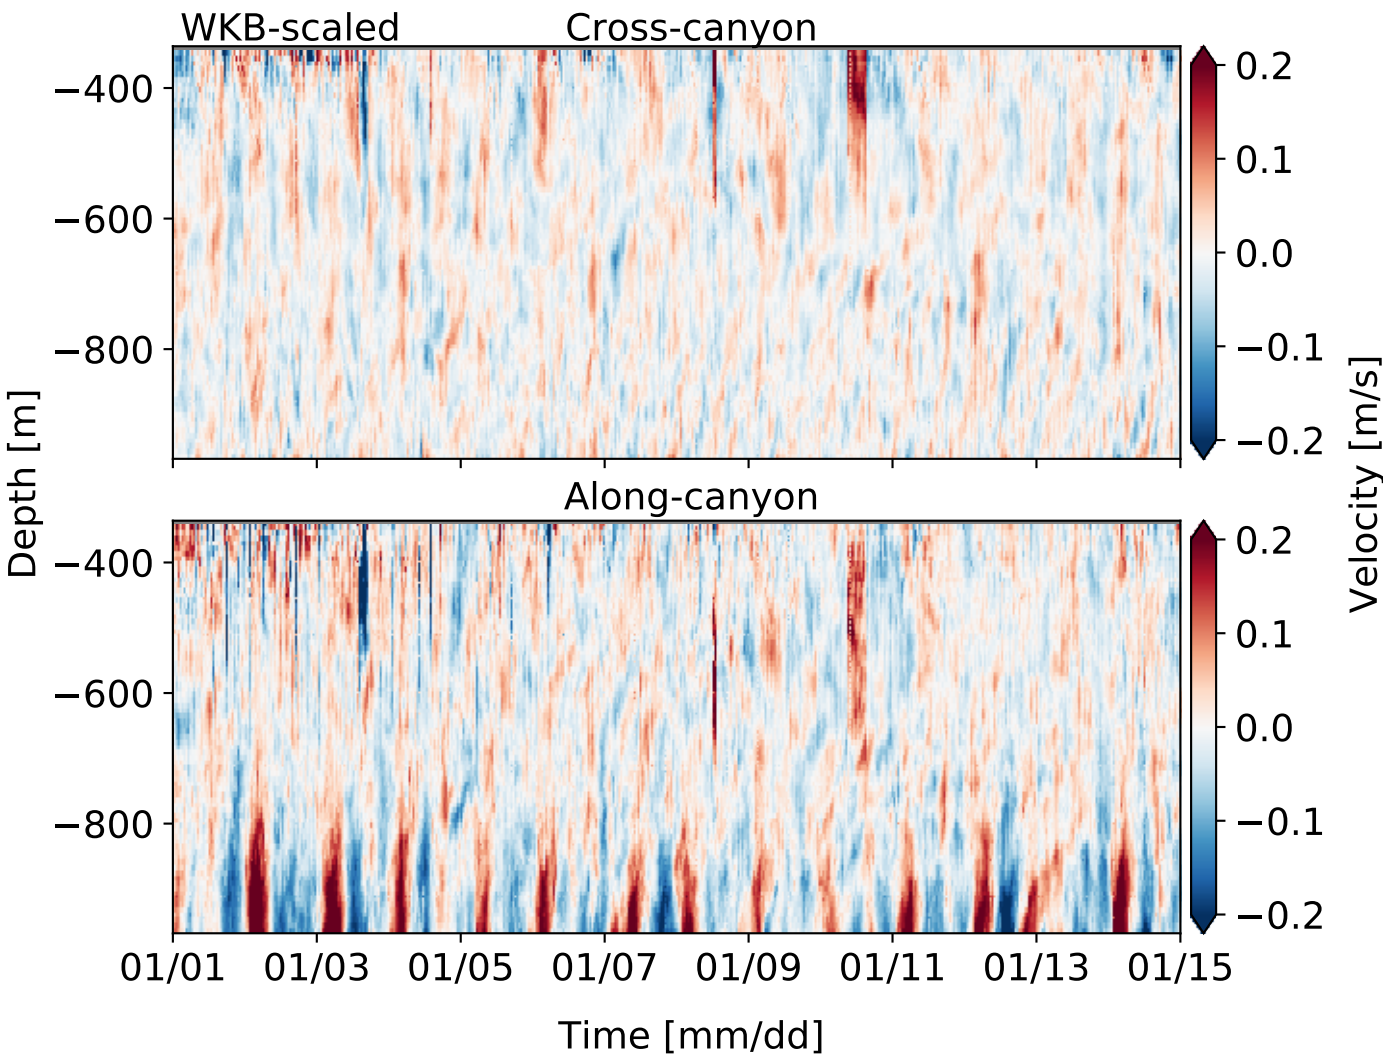 WKB-scaled Cross-canyon
−400
−600
−800
0.2
0.1
0.0
−0.1
−0.2
Depth [m]
Velocity [m/s]
Along-canyon
−400
−600
−800
0.2
0.1
0.0
−0.1
−0.2
01/01 01/03 01/05 01/07 01/09 01/11 01/13 01/15
Time [mm/dd]